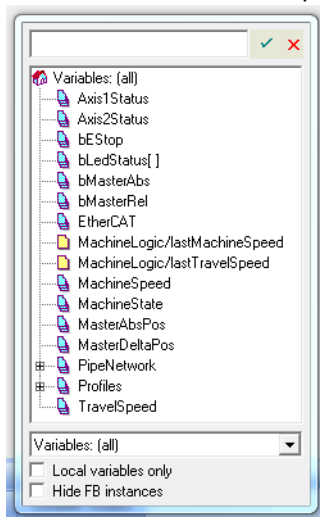 Variables: (all)
Axis1Status
Axis2Status
bEStop
bLedStatus[ ]
bMasterAbs
bMasterRel
EtherCAT
MachineLogic/lastMachineSpeed
MachineLogic/lastTravelSpeed
MachineSpeed
MachineState
MasterAbsPos
MasterDeltaPos
PipeNetwork
Profiles
TravelSpeed
Variables: (all)
Local variables only
Hide FB instances